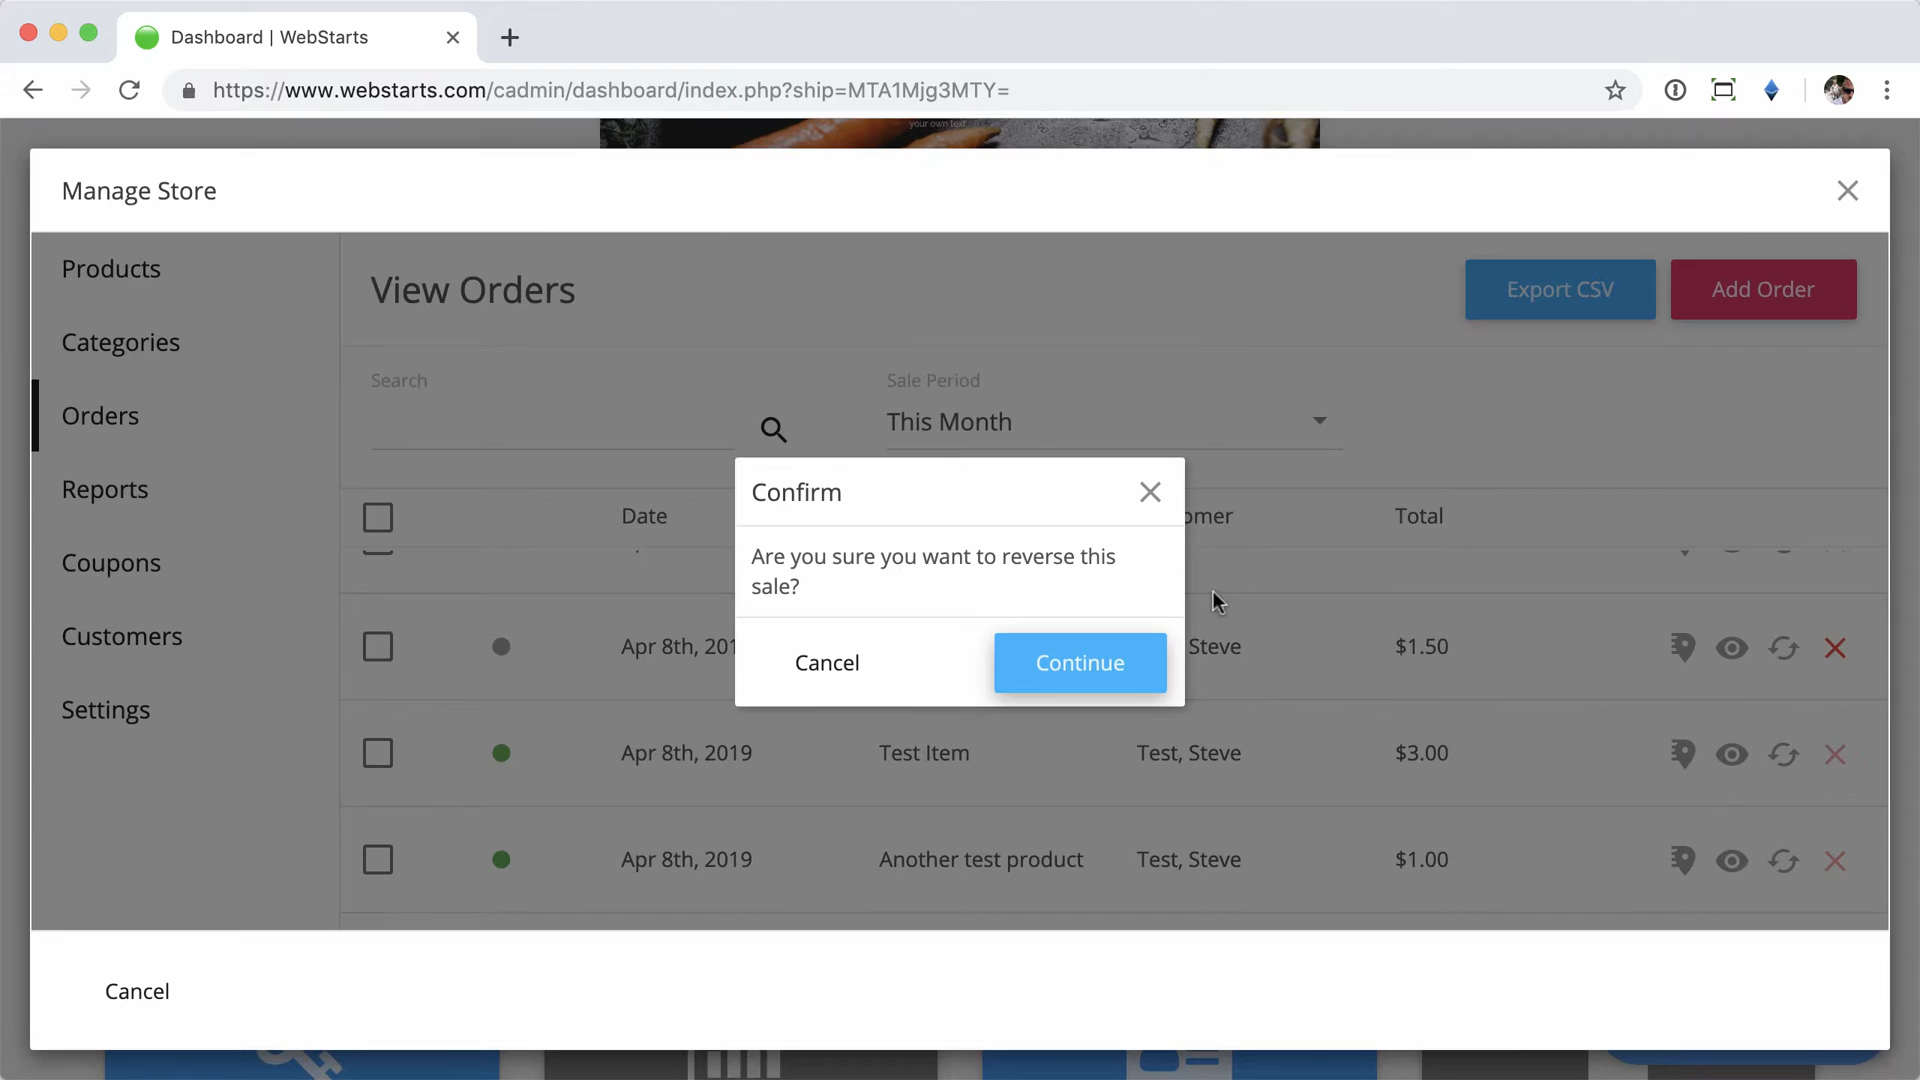 Dashboard | WebStarts
https://www.webstarts.com/cadmin/dashboard/index.php?ship=MTA1Mjg3MTY=
your own text
Manage Store
Products
Categories
Orders
Reports
Coupons
Customers
Settings
View Orders
Export CSV
Add Order
Search
Sale Period
This Month
Date
omer
Total
Confirm
Are you sure you want to reverse this
sale?
Cancel
Continue
Apr 8th, 201
Steve
$1.50
Apr 8th, 2019
Test Item
Test, Steve
$3.00
Apr 8th, 2019
Another test product
Test, Steve
$1.00
Cancel